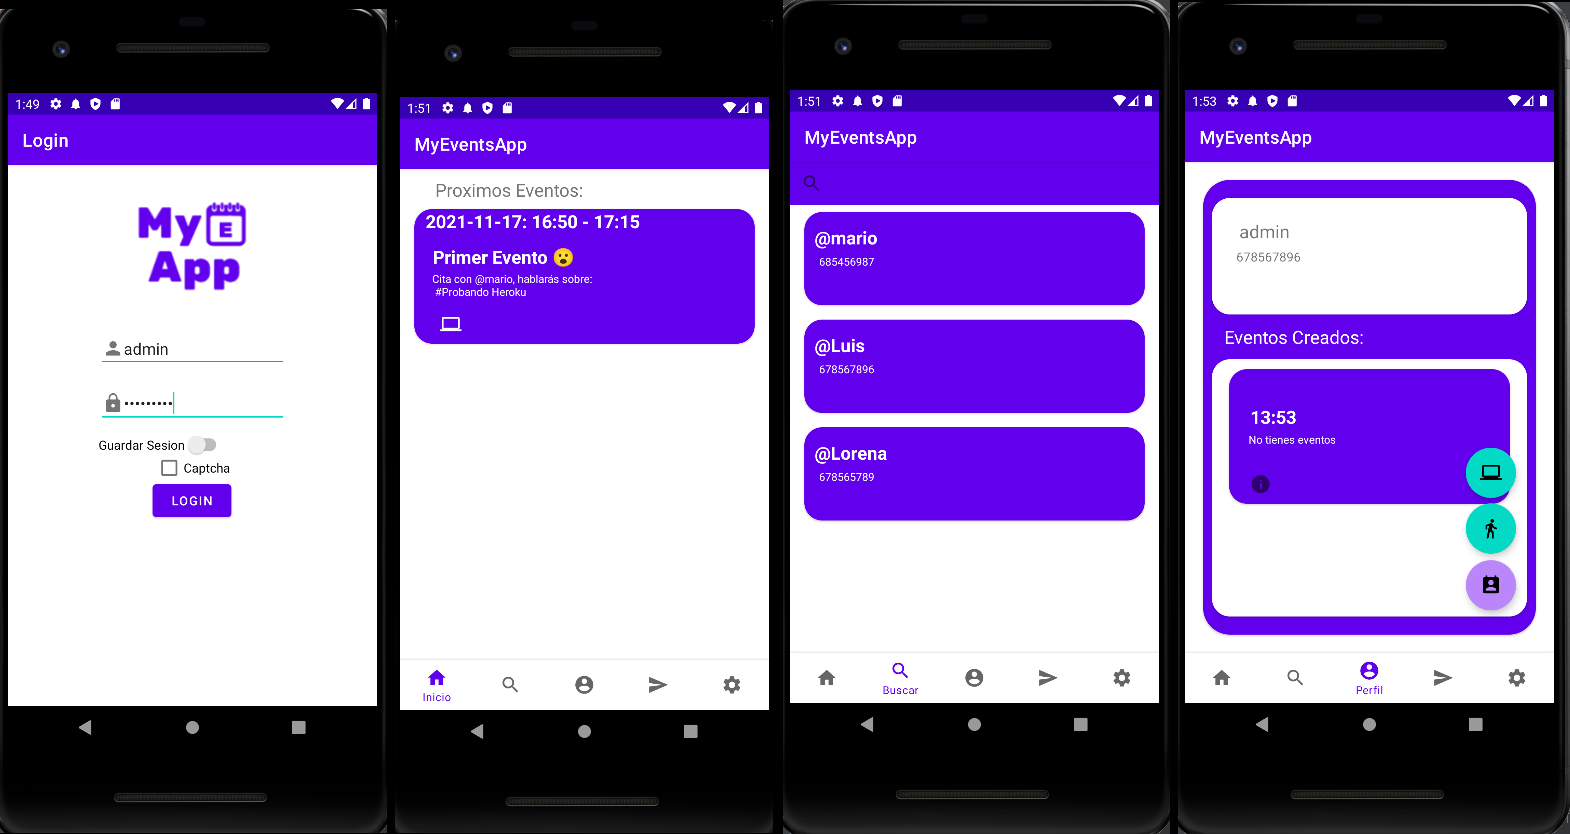 1:49
Login
My E
App
admin
•••••••••
Guardar Sesion
Captcha
LOGIN
1:51
MyEventsApp
Proximos Eventos:
2021-11-17: 16:50 - 17:15
Primer Evento 😮
Cita con @mario, hablarás sobre:
#Probando Heroku
Inicio
1:51
MyEventsApp
@mario
685456987
@Luis
678567896
@Lorena
678565789
Buscar
1:53
MyEventsApp
admin
678567896
Eventos Creados:
13:53
No tienes eventos
Perfil